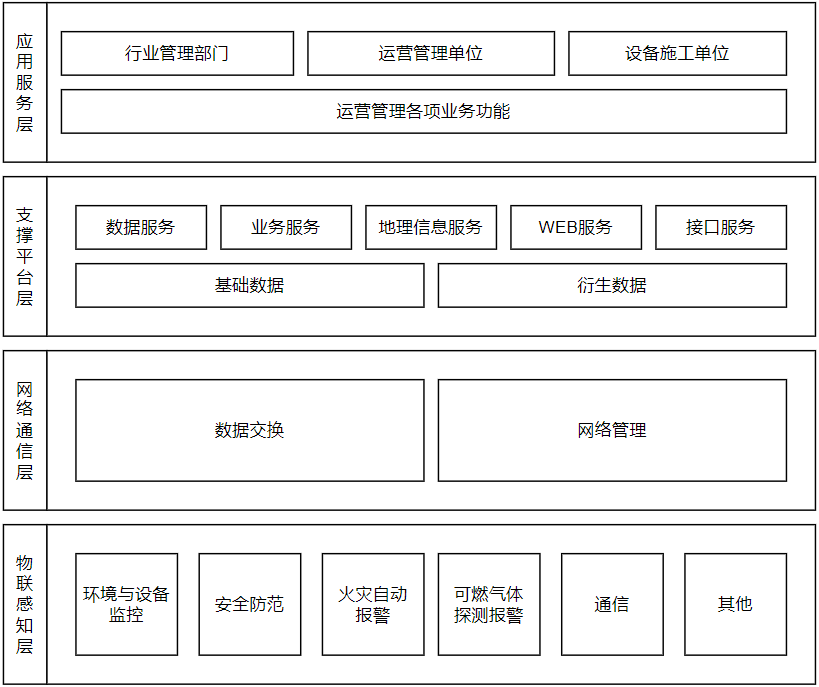 应用服务层
行业管理部门
运营管理单位
设备施工单位
运营管理各项业务功能
支撑平台层
数据服务
业务服务
地理信息服务
WEB服务
接口服务
基础数据
衍生数据
网络通信层
数据交换
网络管理
物联感知层
环境与设备
监控
安全防范
火灾自动
报警
可燃气体
探测报警
通信
其他